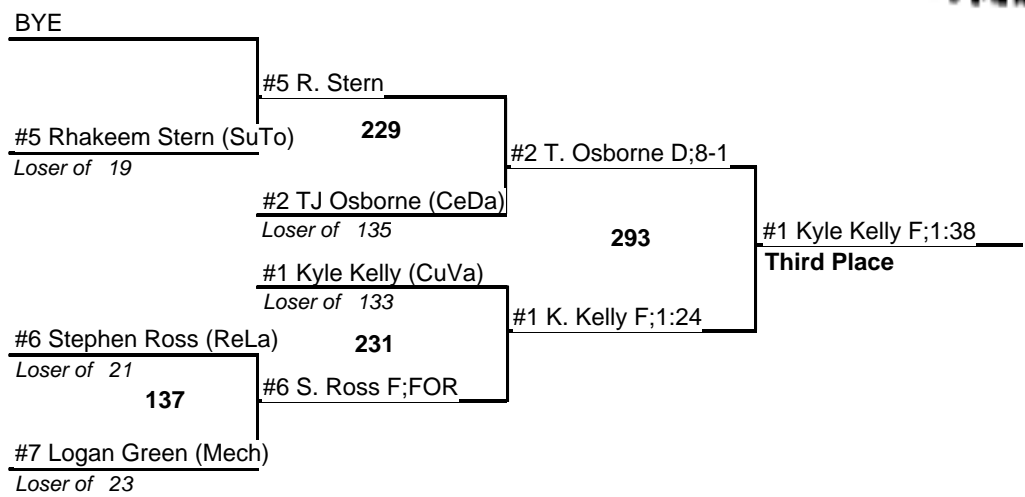 BYE
#5 R. Stern
229
#5 Rhakeem Stern (SuTo)
Loser of 19
#2 T. Osborne D;8-1
#2 TJ Osborne (CeDa)
Loser of 135
293
#1 Kyle Kelly F;1:38
Third Place
#1 Kyle Kelly (CuVa)
Loser of 133
#1 K. Kelly F;1:24
#6 Stephen Ross (ReLa)
Loser of 21
231
137
#6 S. Ross F;FOR
#7 Logan Green (Mech)
Loser of 23